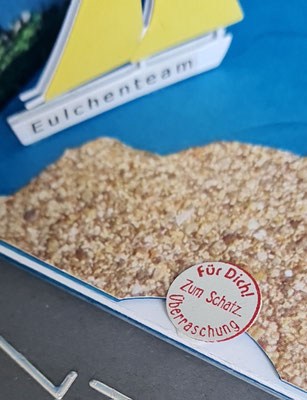 Eulchenteam
Für Dich!
Zum Schatz
Überraschung